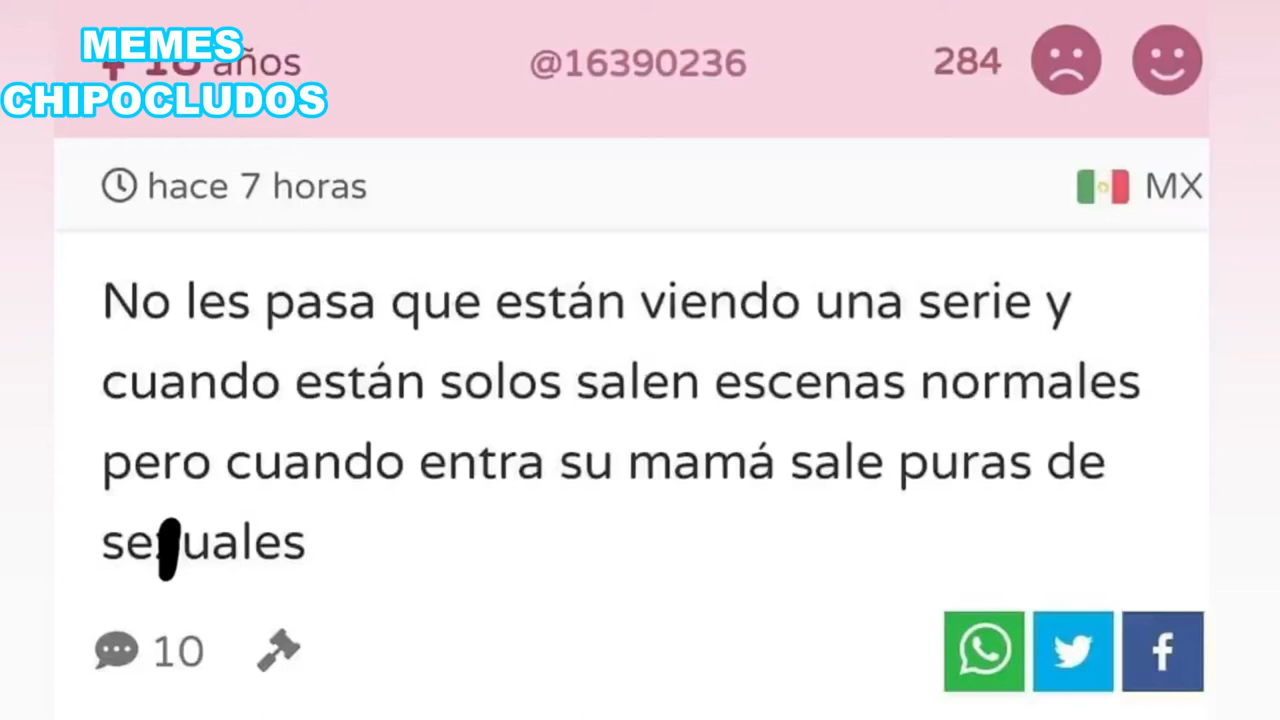 MEMES
CHIPOCLUDOS
años
@16390236
284
hace 7 horas
MX
No les pasa que están viendo una serie y
cuando están solos salen escenas normales
pero cuando entra su mamá sale puras de
se uales
10